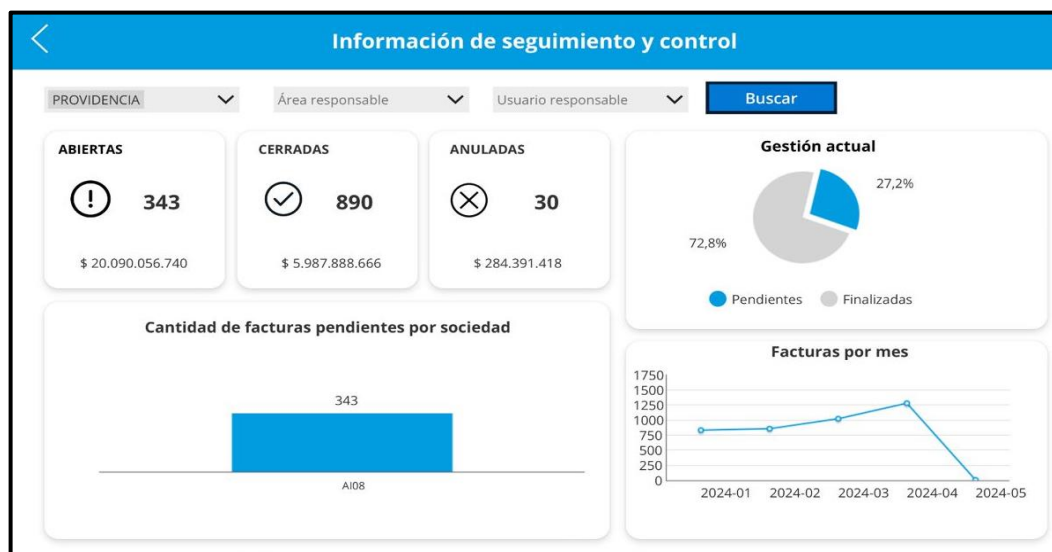 Información de seguimiento y control
PROVIDENCIA
Área responsable
Usuario responsable
Buscar
ABIERTAS
343
$ 20.090.056.740
CERRADAS
890
$ 5.987.888.666
ANULADAS
30
$ 284.391.418
Gestión actual
27,2%
72,8%
Pendientes
Finalizadas
Cantidad de facturas pendientes por sociedad
343
AI08
Facturas por mes
1750
1500
1250
1000
750
500
250
0
2024-01 2024-02 2024-03 2024-04 2024-05